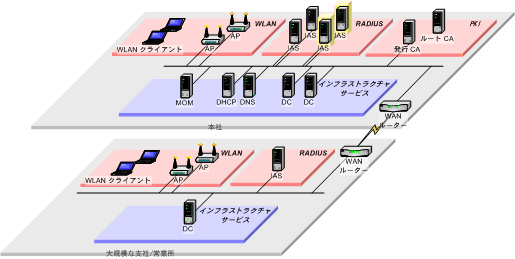 WLAN
RADIUS
PKI
WLAN クライアント
AP
AP
IAS
IAS
IAS
IAS
発行 CA
ルート CA
MOM
DHCP
DNS
DC
DC
インフラストラクチャ
サービス
WAN
ルーター
本社
WLAN
RADIUS
WLAN クライアント
AP
AP
IAS
WAN
ルーター
DC
インフラストラクチャ
サービス
大規模な支社/営業所